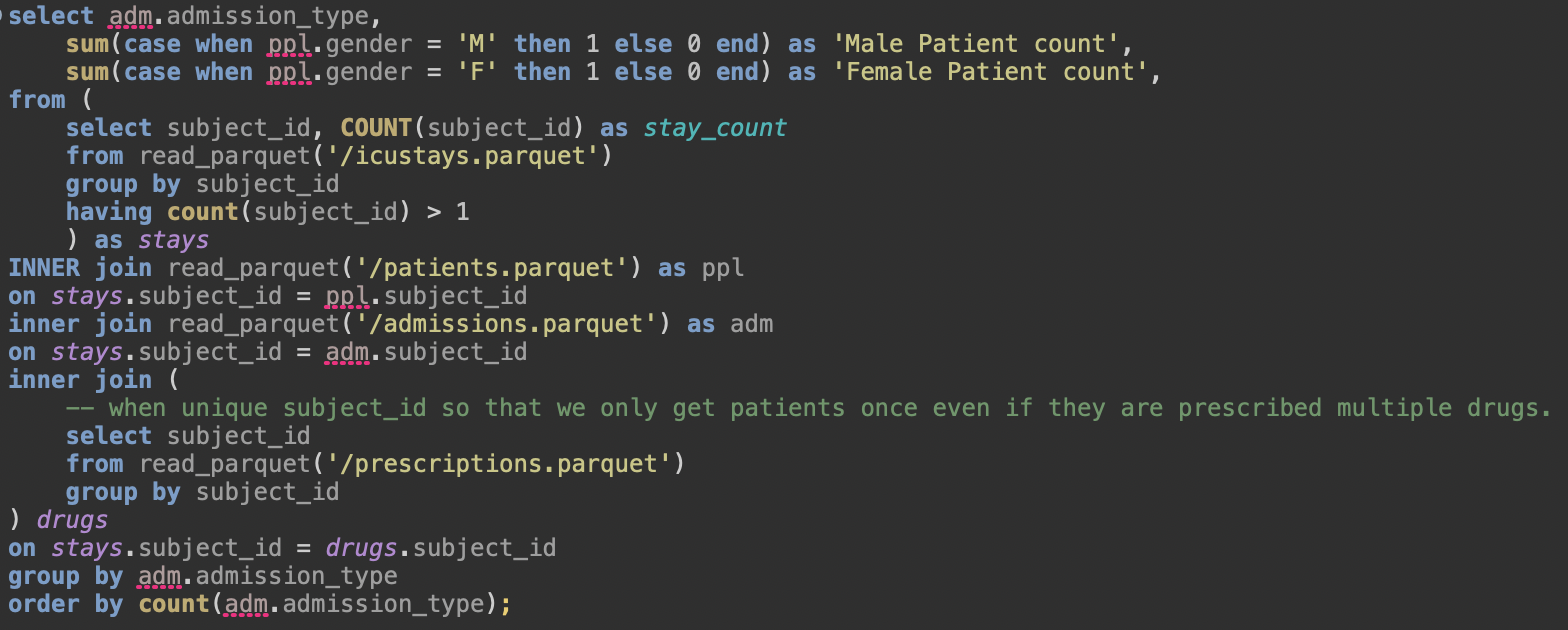 select adm.admission_type,
    sum(case when ppl.gender = 'M' then 1 else 0 end) as 'Male Patient count',
    sum(case when ppl.gender = 'F' then 1 else 0 end) as 'Female Patient count',
from (
    select subject_id, COUNT(subject_id) as stay_count
    from read_parquet('/icustays.parquet')
    group by subject_id
    having count(subject_id) > 1
    ) as stays
INNER join read_parquet('/patients.parquet') as ppl
on stays.subject_id = ppl.subject_id
inner join read_parquet('/admissions.parquet') as adm
on stays.subject_id = adm.subject_id
inner join (
    -- when unique subject_id so that we only get patients once even if they are prescribed multiple drugs.
    select subject_id
    from read_parquet('/prescriptions.parquet')
    group by subject_id
) drugs
on stays.subject_id = drugs.subject_id
group by adm.admission_type
order by count(adm.admission_type);